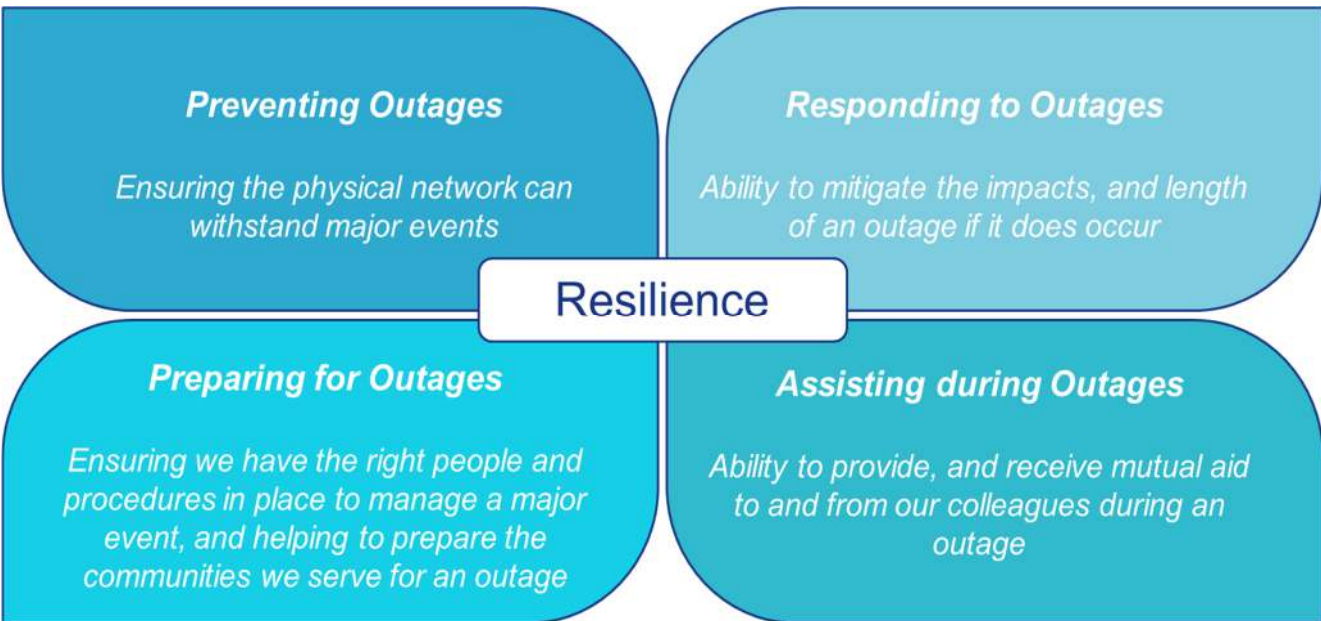 Preventing Outages
Ensuring the physical network can
withstand major events
Responding to Outages
Ability to mitigate the impacts, and length
of an outage if it does occur
Resilience
Preparing for Outages
Ensuring we have the right people and
procedures in place to manage a major
event, and helping to prepare the
communities we serve for an outage
Assisting during Outages
Ability to provide, and receive mutual aid
to and from our colleagues during an
outage